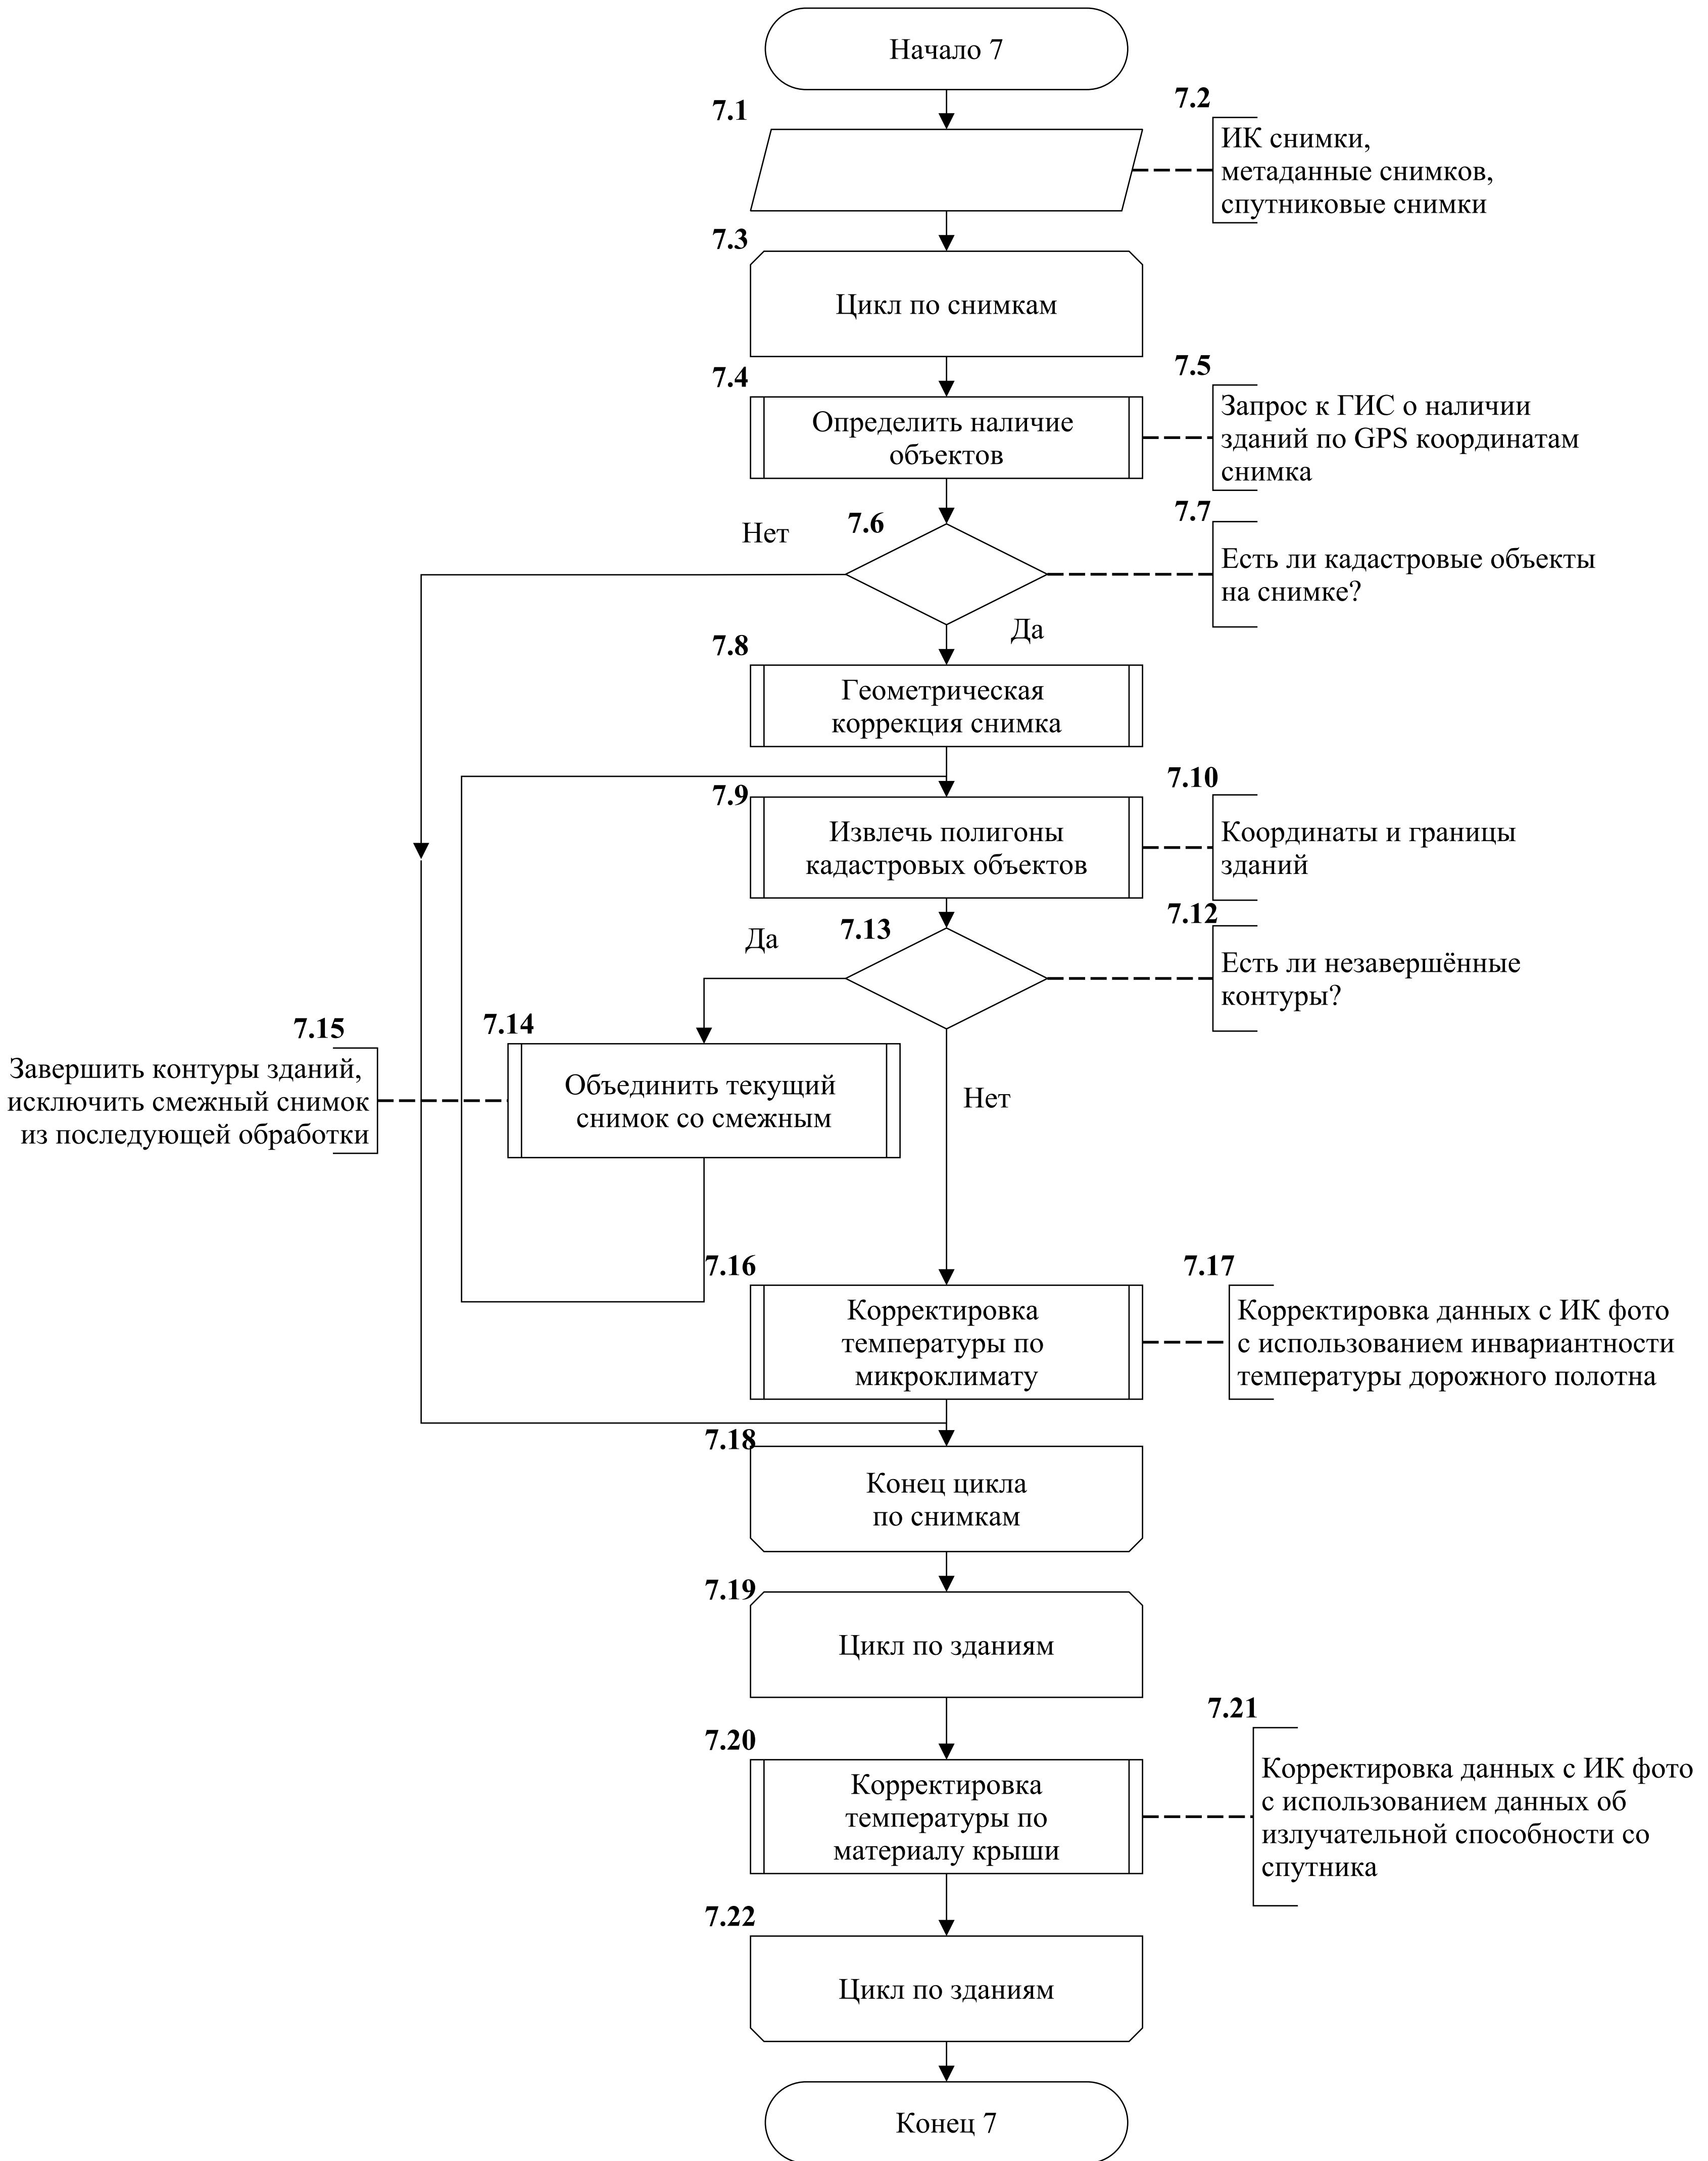 Начало 7
7.1
7.2
ИК снимки,
метаданные снимков,
спутниковые снимки
7.3
Цикл по снимкам
7.4
Определить наличие
объектов
7.5
Запрос к ГИС о наличии
зданий по GPS координатам
снимка
7.6
Нет
7.7
Есть ли кадастровые объекты
на снимке?
Да
7.8
Геометрическая
коррекция снимка
7.9
Извлечь полигоны
кадастровых объектов
7.10
Координаты и границы
зданий
7.13
Да
7.12
Есть ли незавершённые
контуры?
7.15
Завершить контуры зданий,
исключить смежный снимок
из последующей обработки
7.14
Объединить текущий
снимок со смежным
Нет
7.16
Корректировка
температуры по
микроклимату
7.17
Корректировка данных с ИК фото
с использованием инвариантности
температуры дорожного полотна
7.18
Конец цикла
по снимкам
7.19
Цикл по зданиям
7.20
Корректировка
температуры по
материалу крыши
7.21
Корректировка данных с ИК фото
с использованием данных об
излучательной способности со
спутника
7.22
Цикл по зданиям
Конец 7